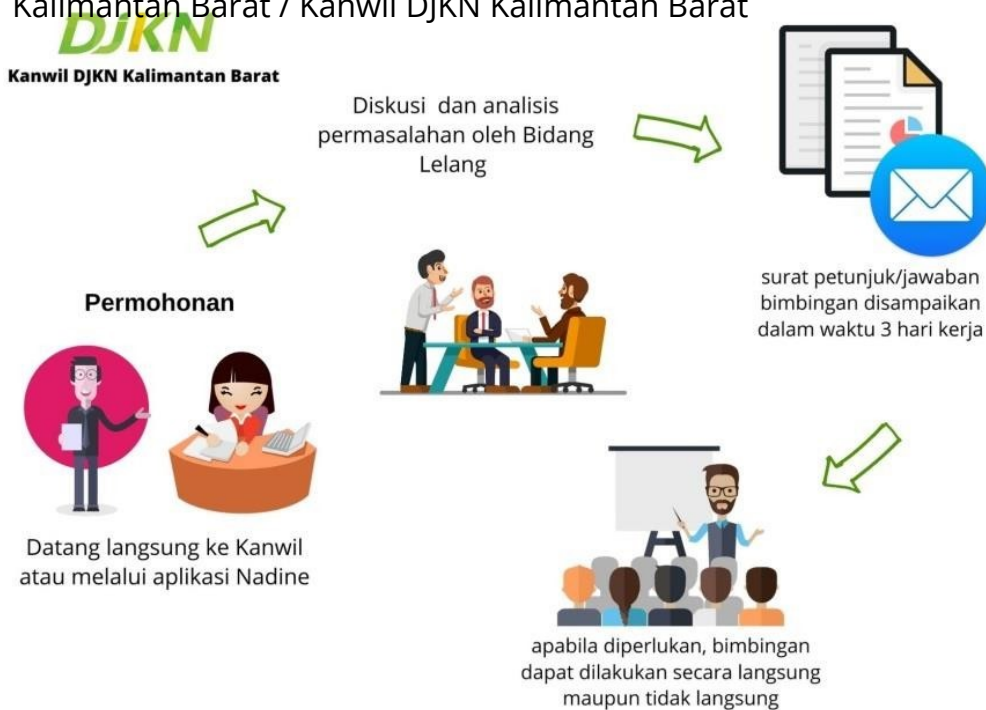 Kalimantan Barat / Kanwil DJKN Kalimantan Barat
DJKN
Kanwil DJKN Kalimantan Barat
Diskusi dan analisis
permasalahan oleh Bidang
Lelang
surat petunjuk/jawaban
bimbingan disampaikan
dalam waktu 3 hari kerja
Permohonan
Datang langsung ke Kanwil
atau melalui aplikasi Nadine
apabila diperlukan, bimbingan
dapat dilakukan secara langsung
maupun tidak langsung